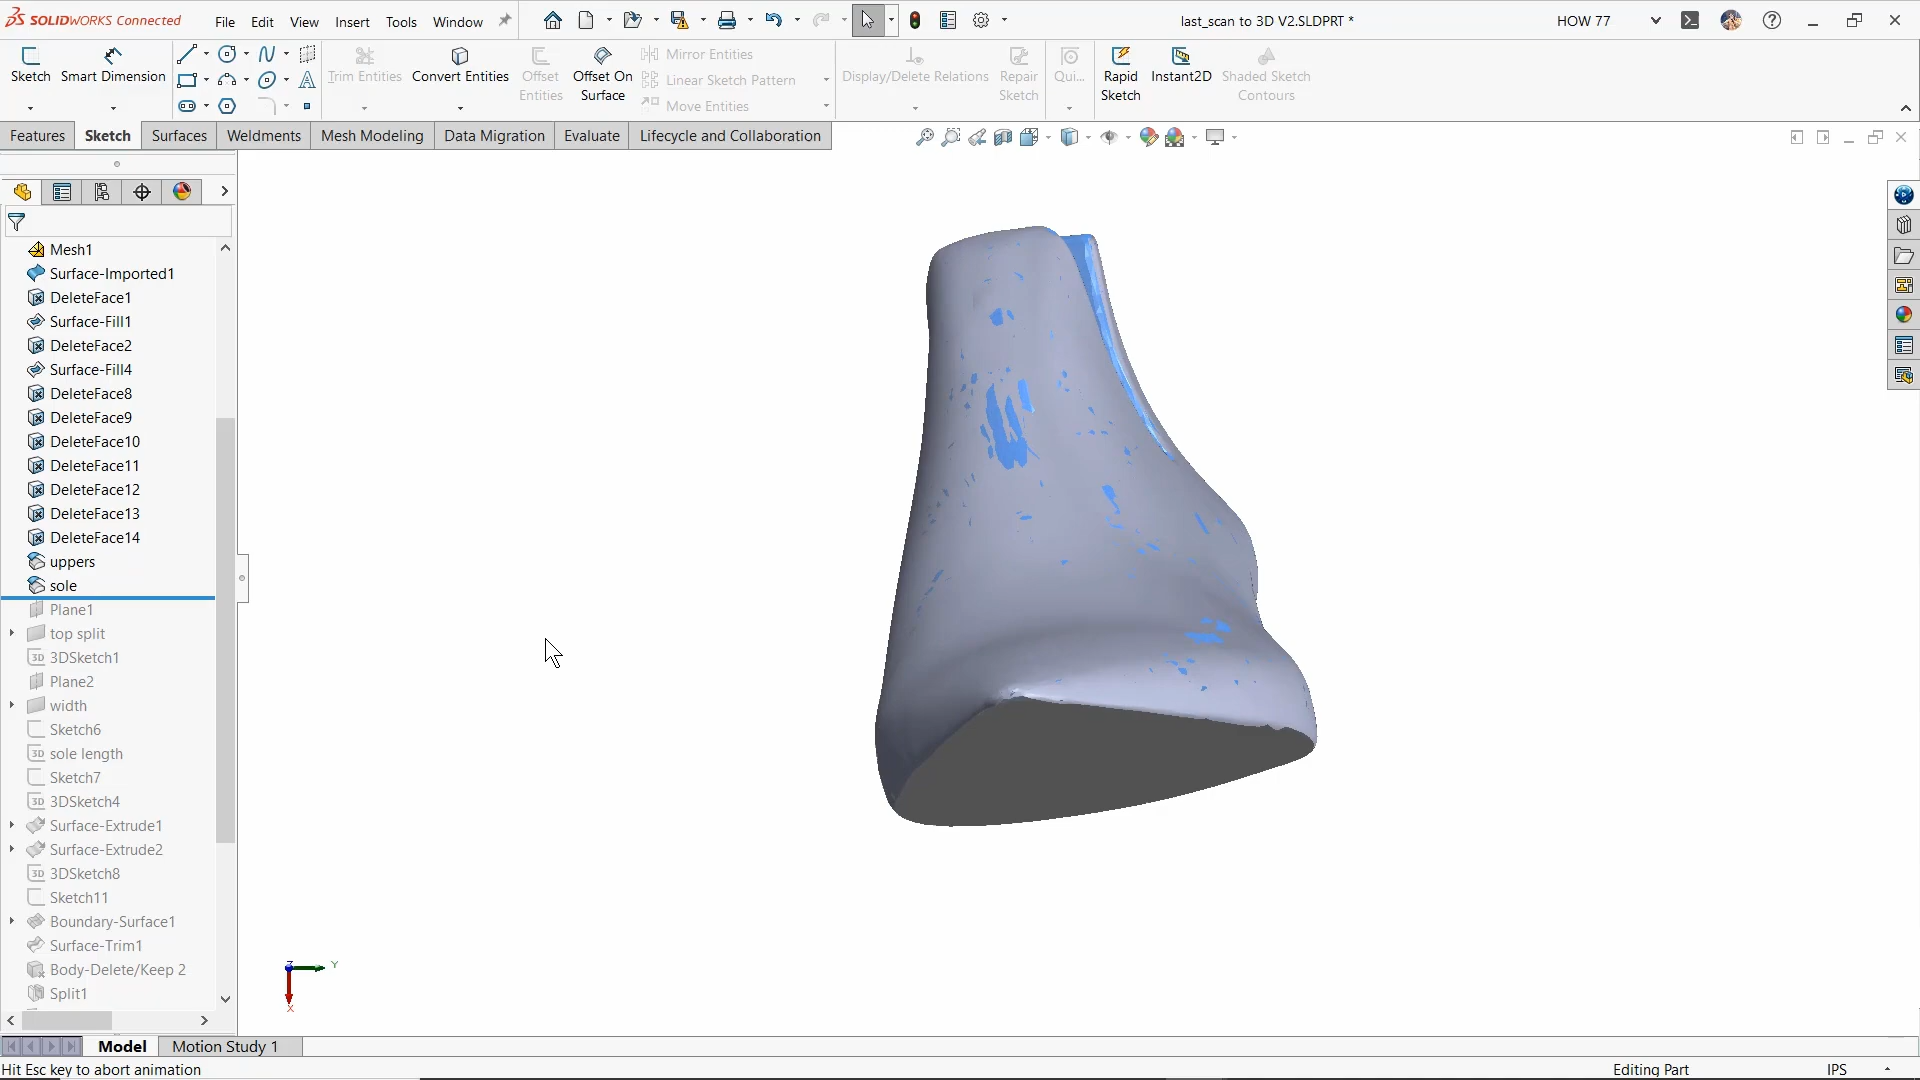 SOLIDWORKS Connected
File Edit View Insert Tools Window
last_scan to 3D V2.SLDPRT *
HOW 77
Sketch
Smart Dimension
Trim Entities
Convert Entities
Offset Entities
Offset On Surface
Mirror Entities
Linear Sketch Pattern
Move Entities
Display/Delete Relations
Repair Sketch
Qui...
Rapid Sketch
Instant2D
Shaded Sketch Contours
Features Sketch Surfaces Weldments Mesh Modeling Data Migration Evaluate Lifecycle and Collaboration
Mesh1
Surface-Imported1
DeleteFace1
Surface-Fill1
DeleteFace2
Surface-Fill4
DeleteFace8
DeleteFace9
DeleteFace10
DeleteFace11
DeleteFace12
DeleteFace13
DeleteFace14
uppers
sole
Plane1
top split
3D 3DSketch1
Plane2
width
Sketch6
3D sole length
Sketch7
3D 3DSketch4
Surface-Extrude1
Surface-Extrude2
3D 3DSketch8
Sketch11
Boundary-Surface1
Surface-Trim1
Body-Delete/Keep 2
Split1
Z
Y
X
Model Motion Study 1
Hit Esc key to abort animation
Editing Part
IPS